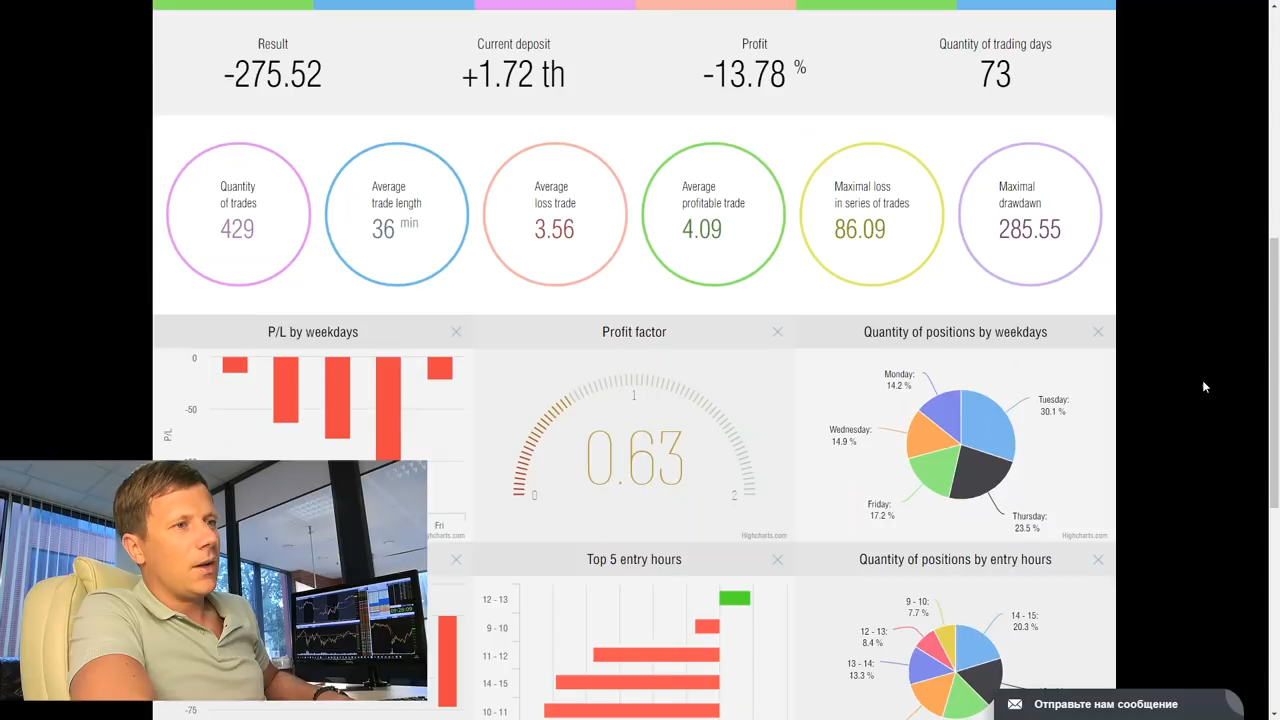 Result
-275.52
Current deposit
+1.72 th
Profit
-13.78 %
Quantity of trading days
73
Quantity
of trades
429
Average
trade length
36 min
Average
loss trade
3.56
Average
profitable trade
4.09
Maximal loss
in series of trades
86.09
Maximal
drawdawn
285.55
P/L by weekdays
0
-50
P/L
Fri
Profit factor
0
1
2
0.63
Highcharts.com
Quantity of positions by weekdays
Monday:
14.2 %
Tuesday:
30.1 %
Wednesday:
14.9 %
Friday:
17.2 %
Thursday:
23.5 %
Highcharts.com
-75
Top 5 entry hours
12 - 13
9 - 10
11 - 12
14 - 15
10 - 11
Quantity of positions by entry hours
9 - 10:
7.7 %
14 - 15:
20.3 %
12 - 13:
8.4 %
13 - 14:
13.3 %
Отправьте нам сообщение